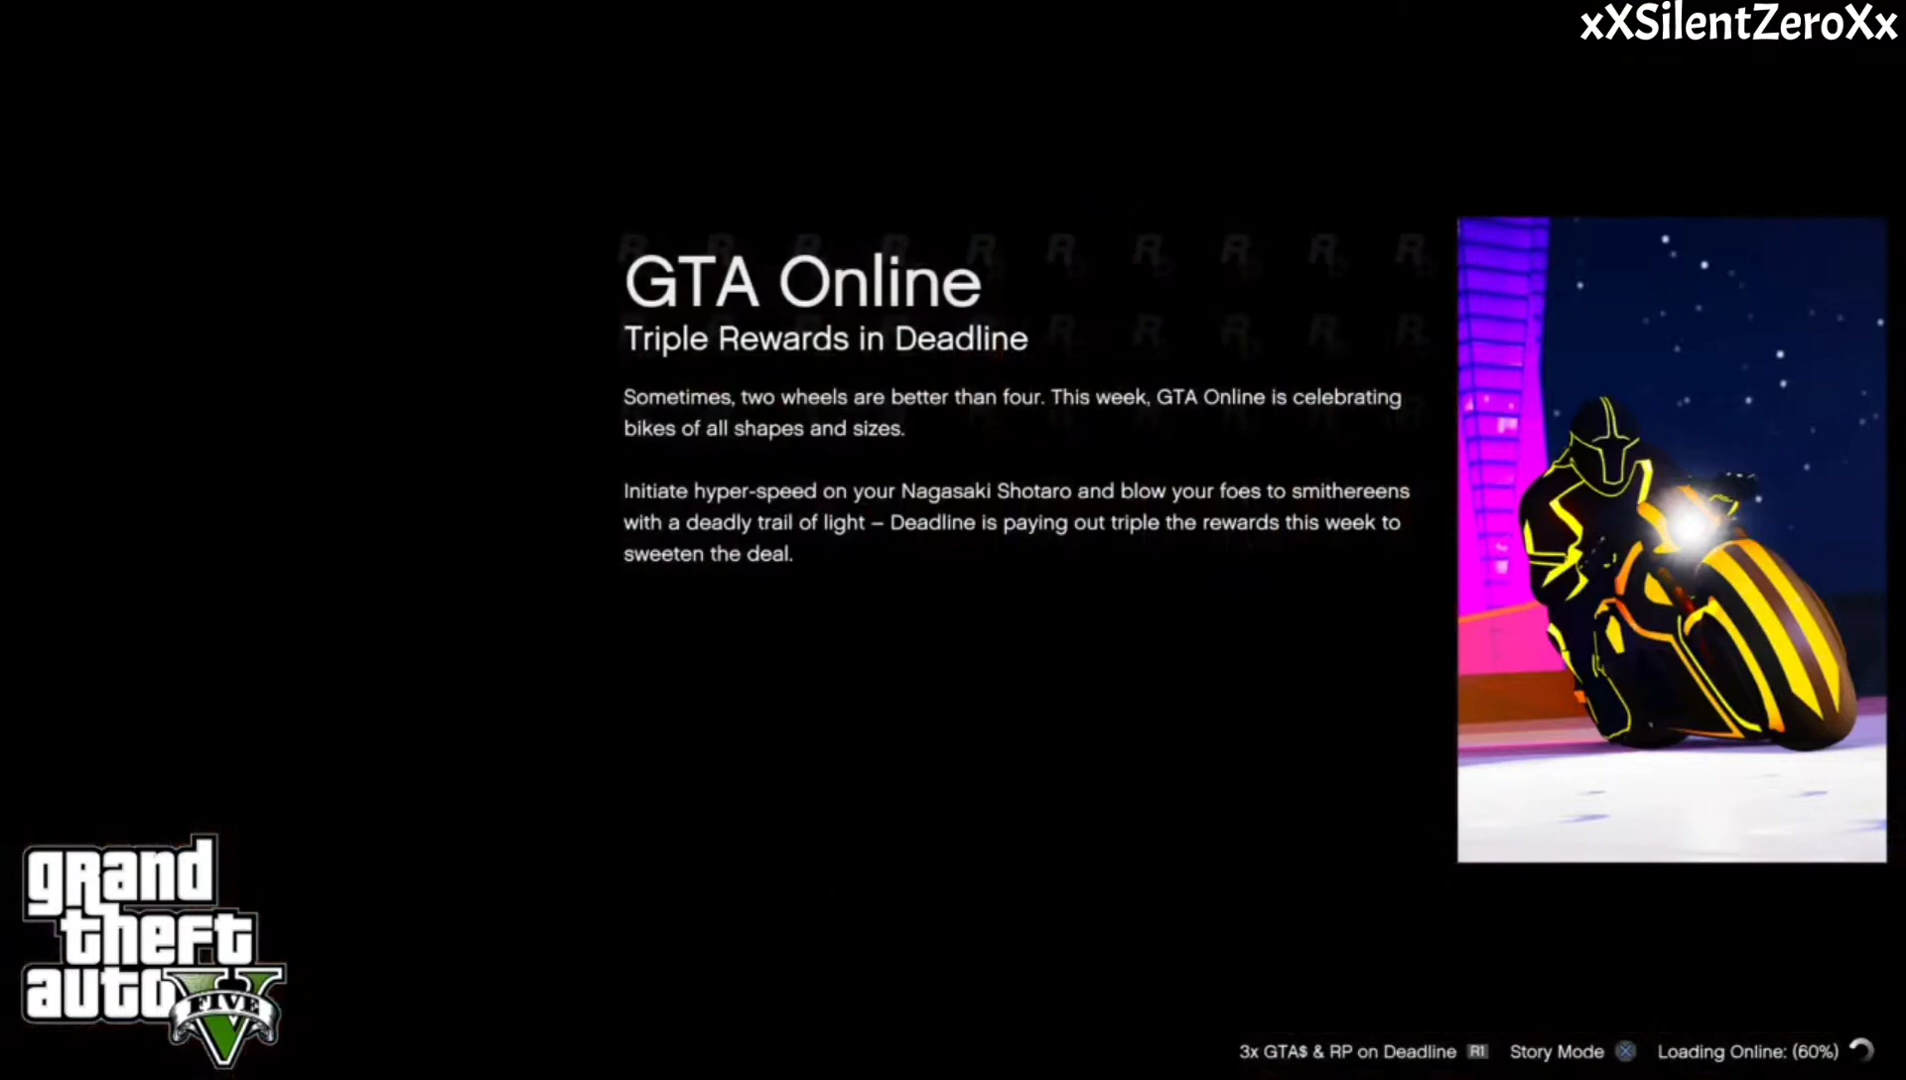 xXSilentZeroXx
GTA Online
Triple Rewards in Deadline
Sometimes, two wheels are better than four. This week, GTA Online is celebrating
bikes of all shapes and sizes.
Initiate hyper-speed on your Nagasaki Shotaro and blow your foes to smithereens
with a deadly trail of light – Deadline is paying out triple the rewards this week to
sweeten the deal.
grand
theft
auto
V
FIVE
3x GTA$ & RP on Deadline R1 Story Mode Loading Online: (60%)